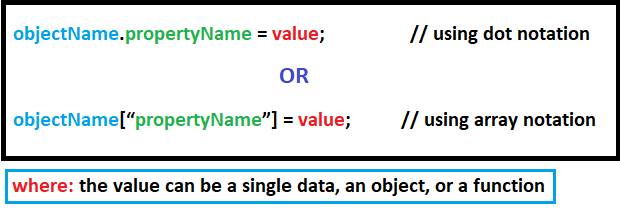 objectName.propertyName = value; // using dot notation
OR
objectName[“propertyName”] = value; // using array notation
where: the value can be a single data, an object, or a function